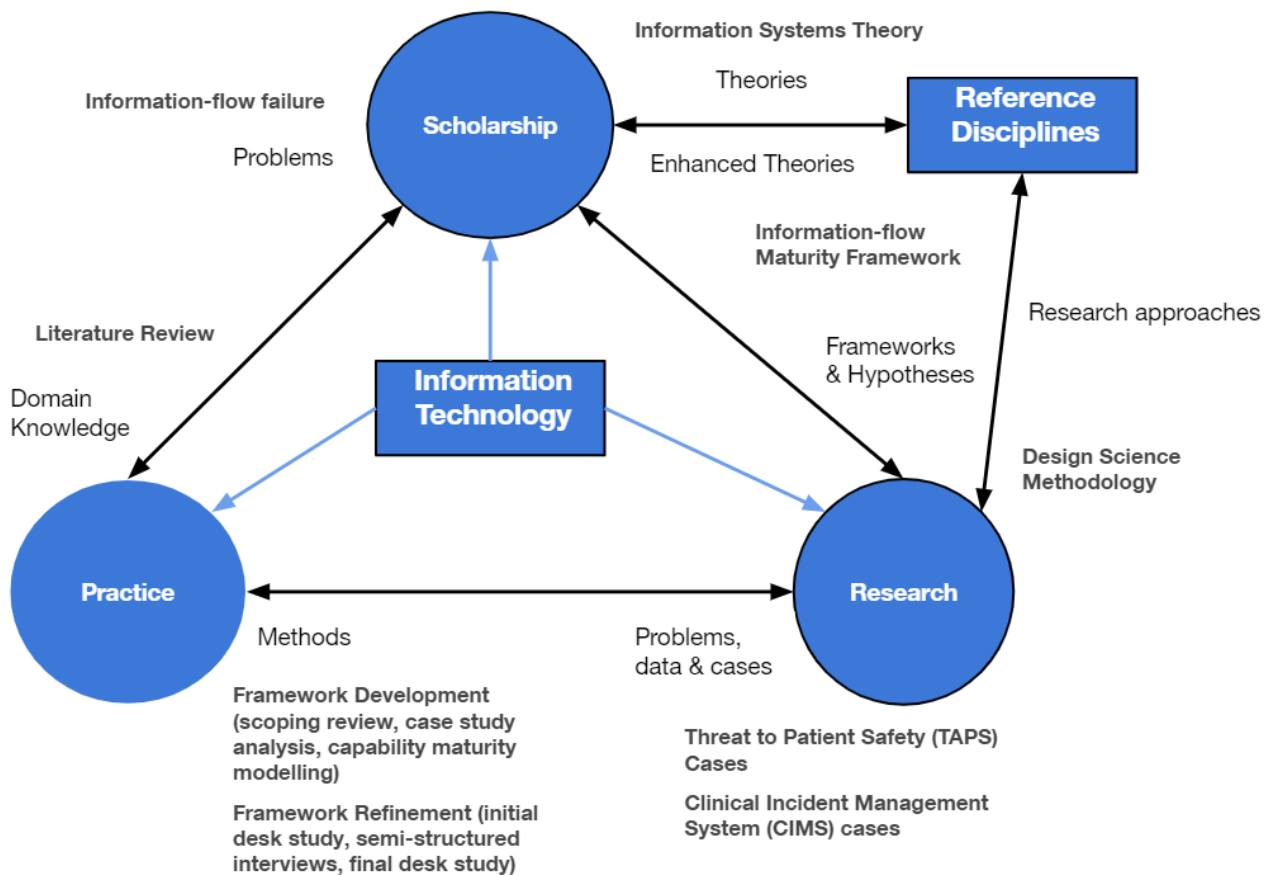 Information Systems Theory
Theories
Reference
Disciplines
Information-flow failure
Scholarship
Problems
Enhanced Theories
Information-flow
Maturity Framework
Research approaches
Literature Review
Frameworks
& Hypotheses
Information
Technology
Domain
Knowledge
Design Science
Methodology
Practice
Research
Methods
Problems,
data & cases
Framework Development
(scoping review, case study
analysis, capability maturity
modelling)
Framework Refinement (initial
desk study, semi-structured
interviews, final desk study)
Threat to Patient Safety (TAPS)
Cases
Clinical Incident Management
System (CIMS) cases